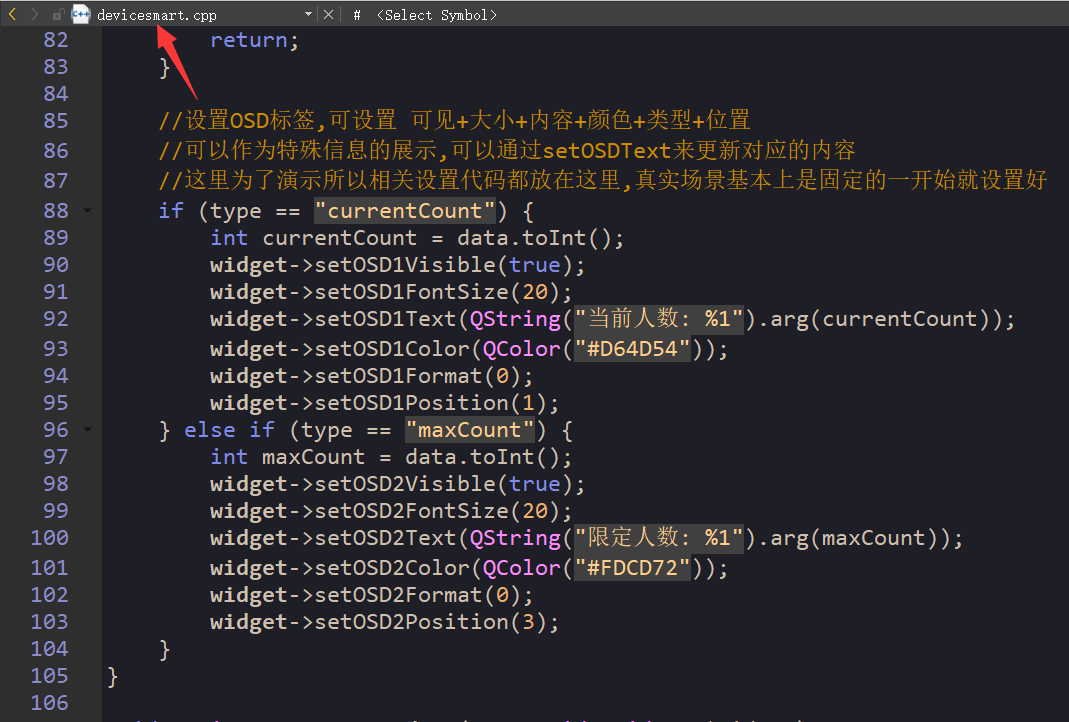 devicesmart.cpp # <Select Symbol>
82 return;
83 }
84
85 //设置OSD标签,可设置 可见+大小+内容+颜色+类型+位置
86 //可以作为特殊信息的展示,可以通过setOSDText来更新对应的内容
87 //这里为了演示所以相关设置代码都放在这里,真实场景基本上是固定的一开始就设置好
88 if (type == "currentCount") {
89 int currentCount = data.toInt();
90 widget->setOSD1Visible(true);
91 widget->setOSD1FontSize(20);
92 widget->setOSD1Text(QString("当前人数: %1").arg(currentCount));
93 widget->setOSD1Color(QColor("#D64D54"));
94 widget->setOSD1Format(0);
95 widget->setOSD1Position(1);
96 } else if (type == "maxCount") {
97 int maxCount = data.toInt();
98 widget->setOSD2Visible(true);
99 widget->setOSD2FontSize(20);
100 widget->setOSD2Text(QString("限定人数: %1").arg(maxCount));
101 widget->setOSD2Color(QColor("#FDCD72"));
102 widget->setOSD2Format(0);
103 widget->setOSD2Position(3);
104 }
105 }
106